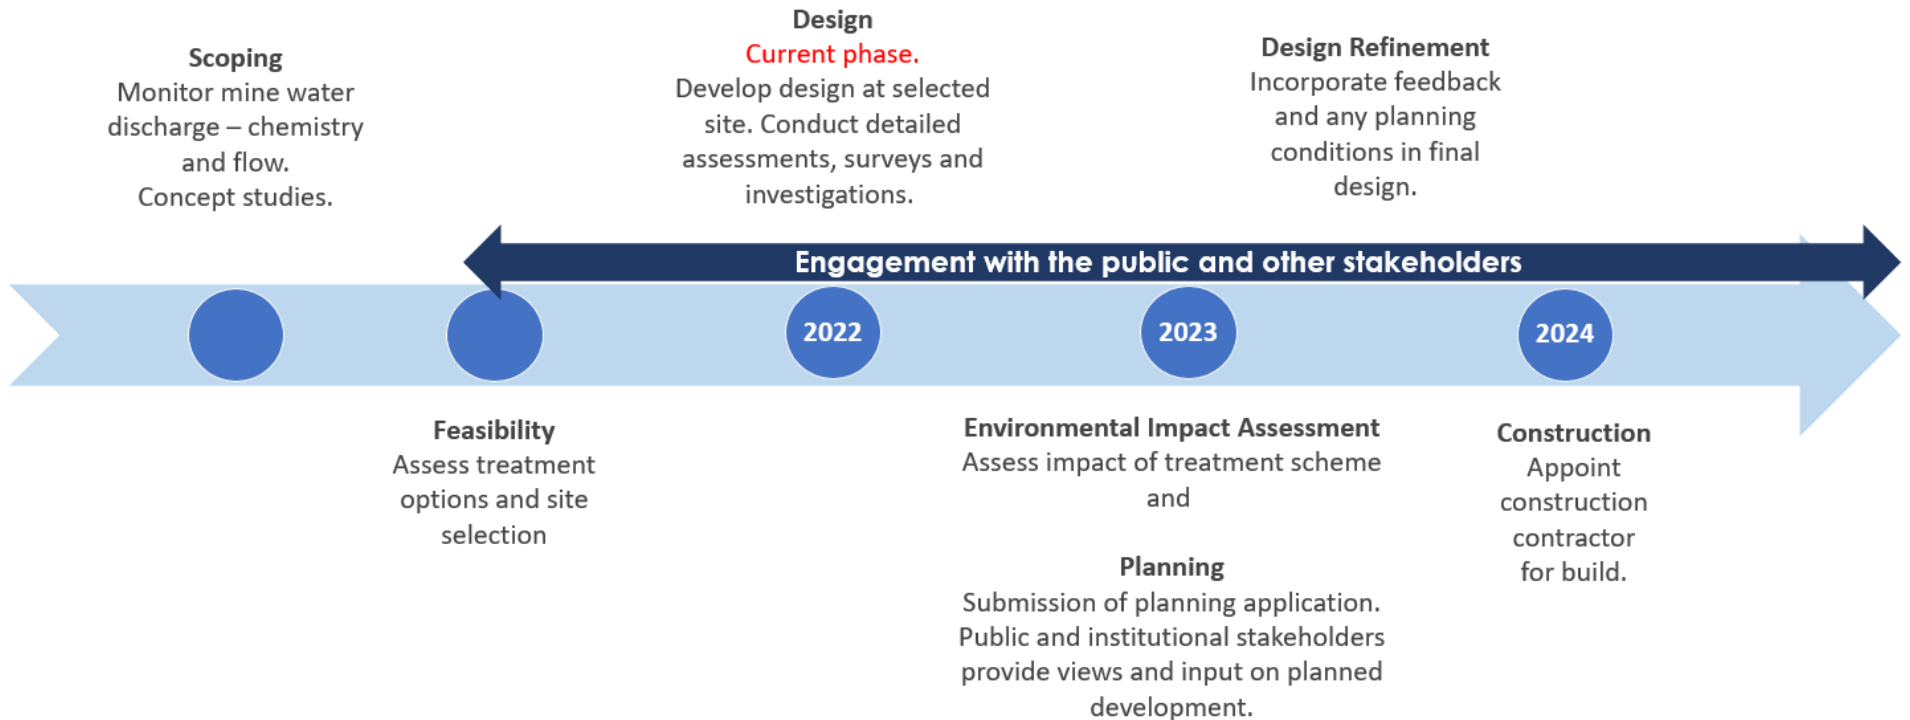 Scoping
Monitor mine water
discharge – chemistry
and flow.
Concept studies.
Design
Current phase.
Develop design at selected
site. Conduct detailed
assessments, surveys and
investigations.
Design Refinement
Incorporate feedback
and any planning
conditions in final
design.
Engagement with the public and other stakeholders
2022
2023
2024
Feasibility
Assess treatment
options and site
selection
Environmental Impact Assessment
Assess impact of treatment scheme
and
Planning
Submission of planning application.
Public and institutional stakeholders
provide views and input on planned
development.
Construction
Appoint
construction
contractor
for build.